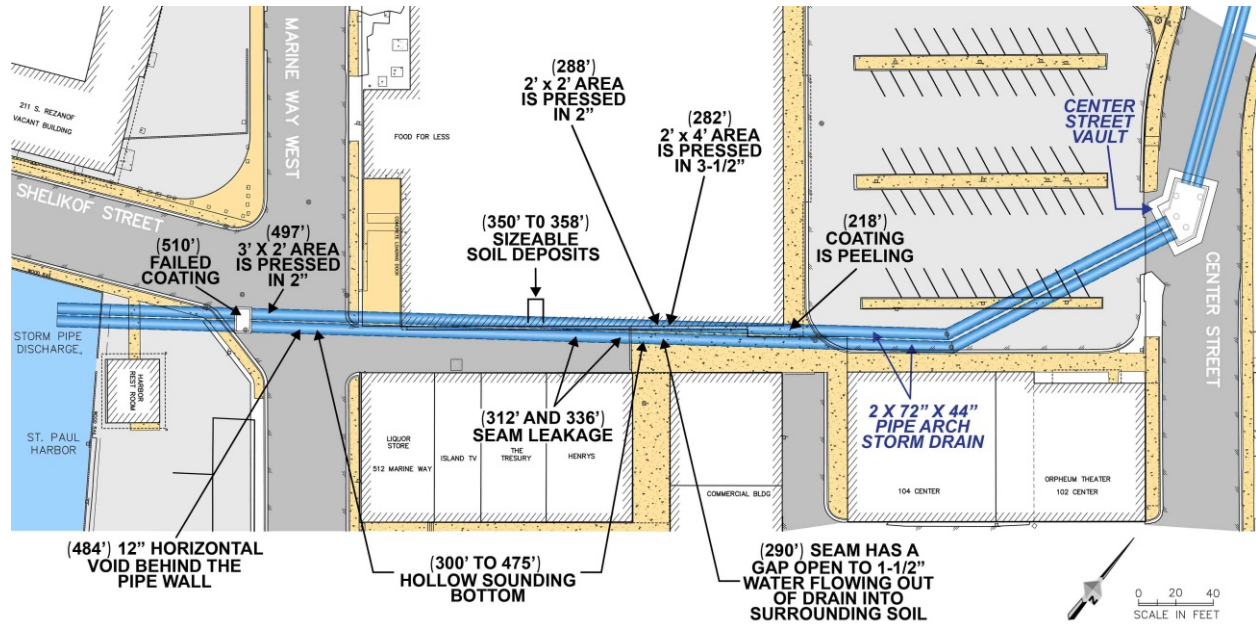 MARINE WAY WEST
211 S. REZANOF
VACANT BUILDING
SHELIKOF STREET
FOOD FOR LESS
CONCRETE LOADING DOCK
(288')
2' x 2' AREA
IS PRESSED
IN 2”
(282')
2' x 4' AREA
IS PRESSED
IN 3-1/2”
CENTER
STREET
VAULT
(510')
FAILED
COATING
(497')
3' X 2' AREA
IS PRESSED
IN 2”
(350' T0 358')
SIZEABLE
SOIL DEPOSITS
(218')
COATING
IS PEELING
CENTER STREET
STORM PIPE
DISCHARGE,
HARBOR
REST ROOM
ST. PAUL
HARBOR
(312' AND 336')
SEAM LEAKAGE
2 X 72” X 44”
PIPE ARCH
STORM DRAIN
LIQUOR
STORE
512 MARINE WAY
ISLAND TV
THE
TRESURY
HENRYS
COMMERCIAL BLDG
104 CENTER
ORPHEUM THEATER
102 CENTER
(484') 12” HORIZONTAL
VOID BEHIND THE
PIPE WALL
(300' TO 475')
HOLLOW SOUNDING
BOTTOM
(290') SEAM HAS A
GAP OPEN TO 1-1/2”
WATER FLOWING OUT
OF DRAIN INTO
SURROUNDING SOIL
N
0 20 40
SCALE IN FEET